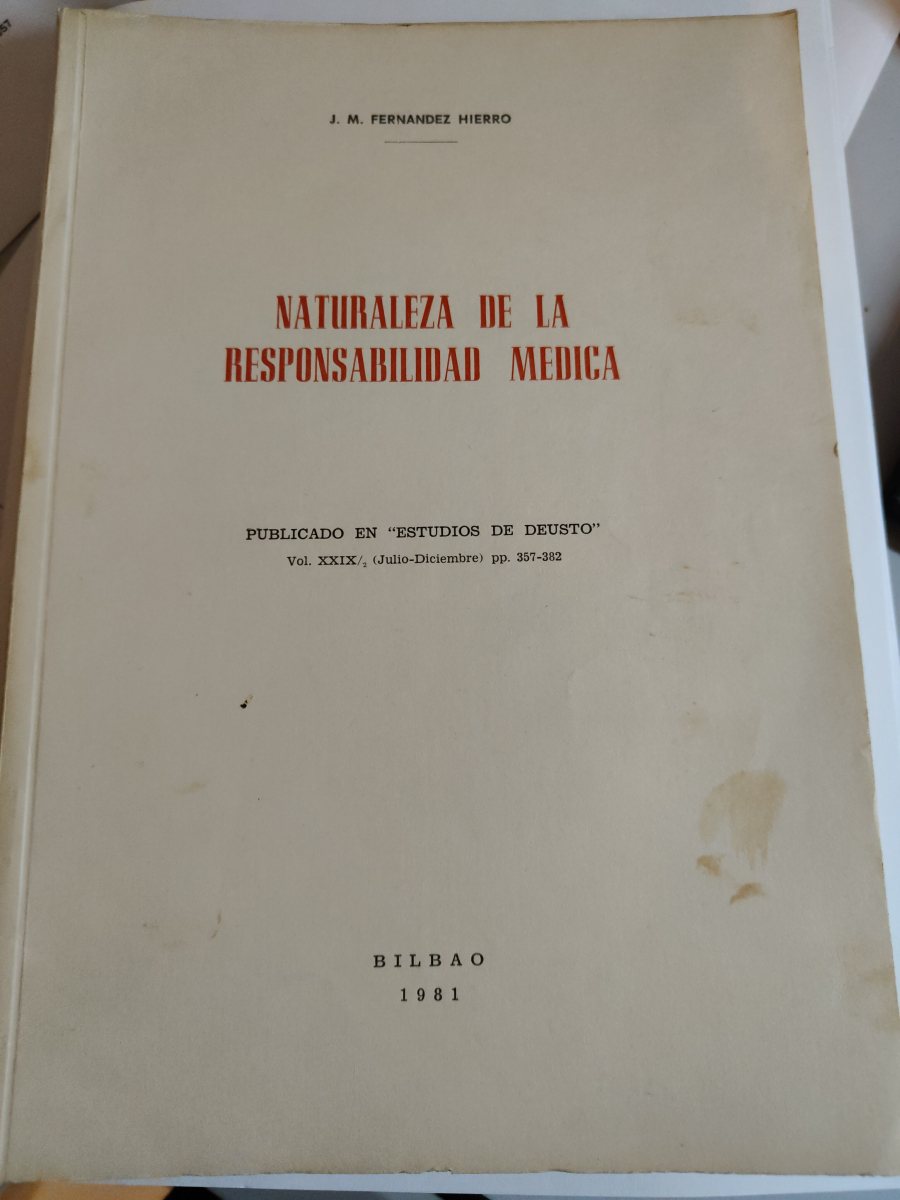 J. M. FERNANDEZ HIERRO
NATURALEZA DE LA
RESPONSABILIDAD MEDICA
PUBLICADO EN “ESTUDIOS DE DEUSTO”
Vol. XXIX/₂ (Julio-Diciembre) pp. 357-382
BILBAO
1981